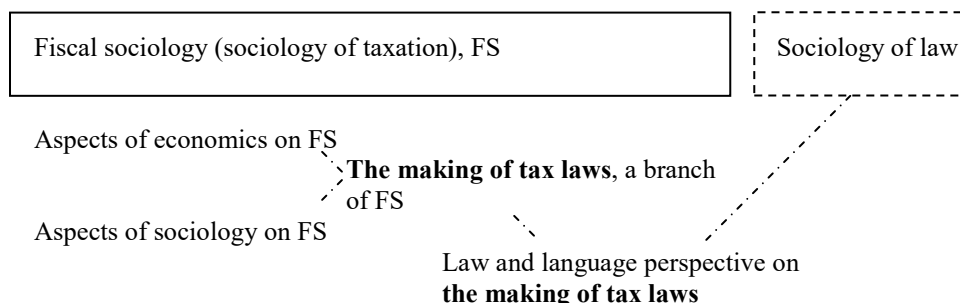 Fiscal sociology (sociology of taxation), FS
Sociology of law
Aspects of economics on FS
The making of tax laws, a branch
of FS
Aspects of sociology on FS
Law and language perspective on
the making of tax laws